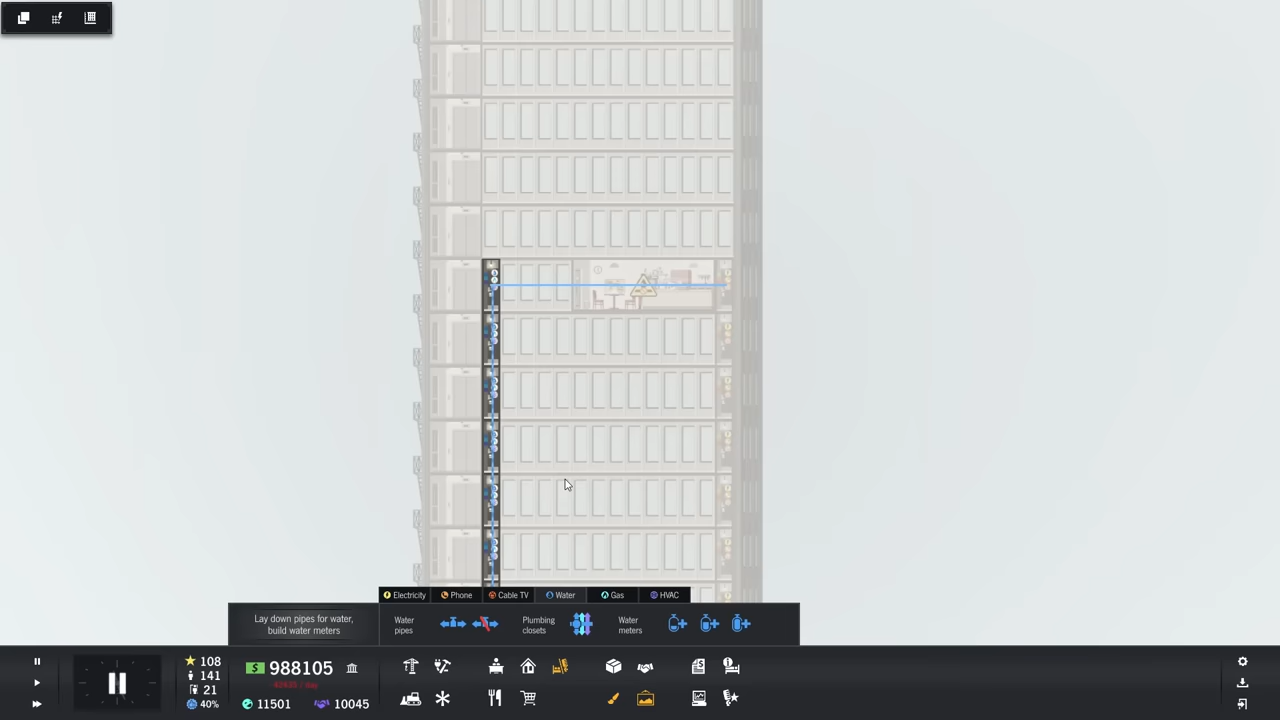 Electricity
Phone
Cable TV
Water
Gas
HVAC
Lay down pipes for water,
build water meters
Water
pipes
Plumbing
closets
Water
meters
108
141
21
40%
988105
11501
10045